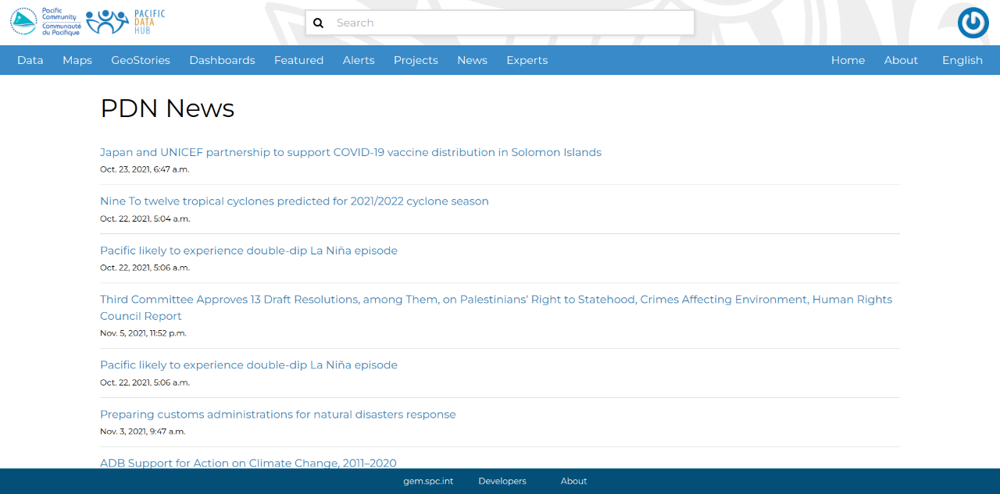 Pacific
Community
Communauté
du Pacifique
PACIFIC
DATA
HUB
Search
Data Maps GeoStories Dashboards Featured Alerts Projects News Experts Home About English
PDN News
Japan and UNICEF partnership to support COVID-19 vaccine distribution in Solomon Islands
Oct. 23, 2021, 6:47 a.m.
Nine To twelve tropical cyclones predicted for 2021/2022 cyclone season
Oct. 22, 2021, 5:04 a.m.
Pacific likely to experience double-dip La Niña episode
Oct. 22, 2021, 5:06 a.m.
Third Committee Approves 13 Draft Resolutions, among Them, on Palestinians’ Right to Statehood, Crimes Affecting Environment, Human Rights
Council Report
Nov. 5, 2021, 11:52 p.m.
Pacific likely to experience double-dip La Niña episode
Oct. 22, 2021, 5:06 a.m.
Preparing customs administrations for natural disasters response
Nov. 3, 2021, 9:47 a.m.
ADB Support for Action on Climate Change, 2011–2020
gem.spc.int Developers About